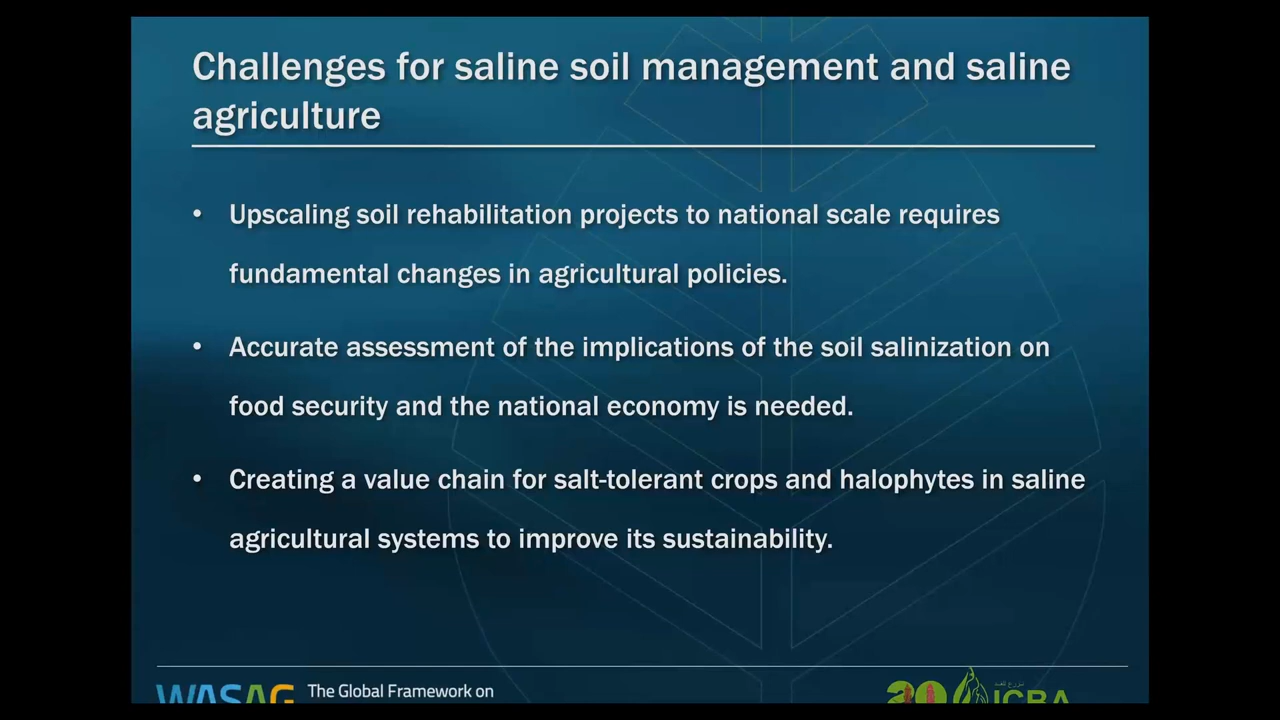 Challenges for saline soil management and saline
agriculture
• Upscaling soil rehabilitation projects to national scale requires
fundamental changes in agricultural policies.
• Accurate assessment of the implications of the soil salinization on
food security and the national economy is needed.
• Creating a value chain for salt-tolerant crops and halophytes in saline
agricultural systems to improve its sustainability.
WASAG The Global Framework on
20 ICBA